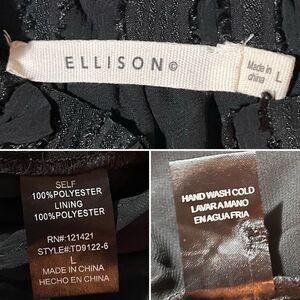 ELLISON©
Made in
china
L
SELF
100%POLYESTER
LINING
100%POLYESTER
RN#:121421
STYLE#:TD9122-6
L
MADE IN CHINA
HECHO EN CHINA
HAND WASH COLD
LAVAR A MANO
EN AGUA FRIA